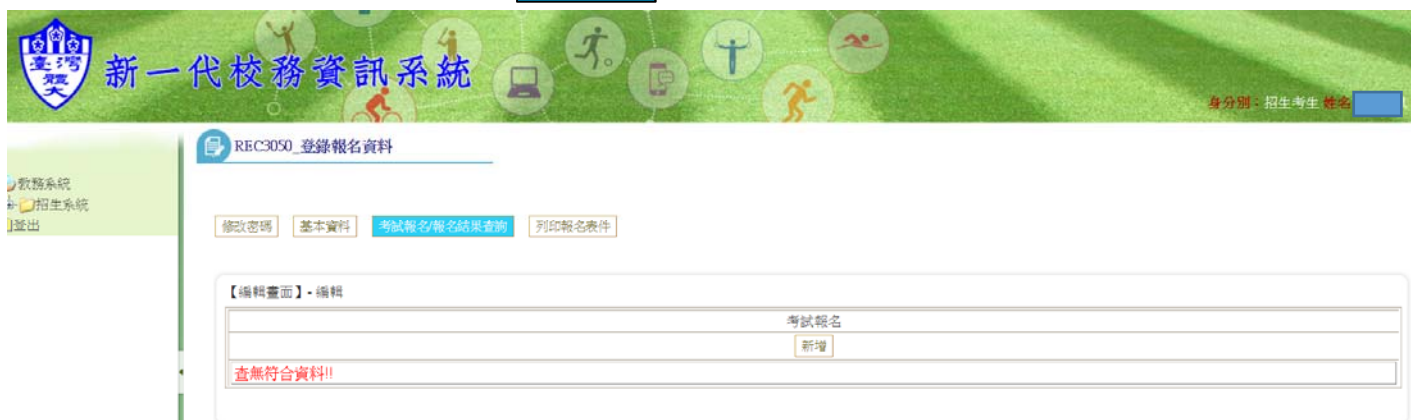 臺灣
體大
新一代校務資訊系統
身分別：招生考生 姓名
REC3050_登錄報名資料
教務系統
招生系統
登出
修改密碼 基本資料 考試報名/報名結果查詢 列印報名表件
【編輯畫面】- 編輯
考試報名
新增
查無符合資料!!